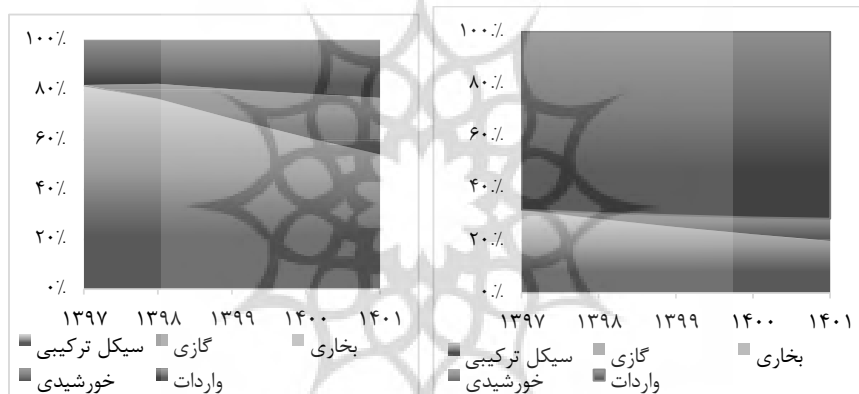 ۱۰۰٪
۸۰٪
۶۰٪
۴۰٪
۲۰٪
۰٪
۱۳۹۷ ۱۳۹۸ ۱۳۹۹ ۱۴۰۰ ۱۴۰۱
سیکل ترکیبی گازی بخاری
خورشیدی واردات
۱۰۰٪
۸۰٪
۶۰٪
۴۰٪
۲۰٪
۰٪
۱۳۹۷ ۱۳۹۸ ۱۳۹۹ ۱۴۰۰ ۱۴۰۱
سیکل ترکیبی گازی بخاری
خورشیدی واردات